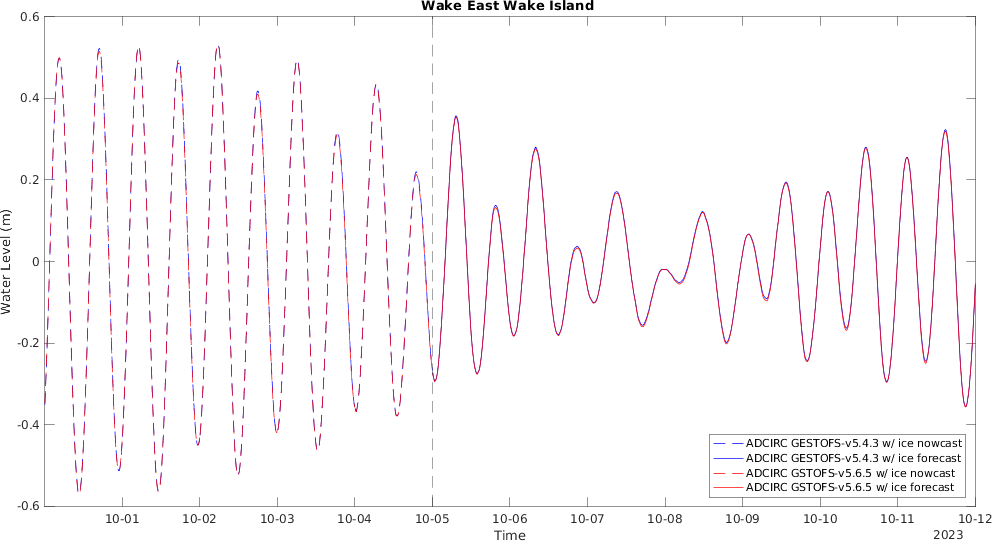 Wake East Wake Island
0.6
0.4
0.2
0
-0.2
-0.4
-0.6
Water Level (m)
ADCIRC GESTOFS-v5.4.3 w/ ice nowcast
ADCIRC GESTOFS-v5.4.3 w/ ice forecast
ADCIRC GSTOFS-v5.6.5 w/ ice nowcast
ADCIRC GSTOFS-v5.6.5 w/ ice forecast
10-01 10-02 10-03 10-04 10-05 10-06 10-07 10-08 10-09 10-10 10-11 10-12
Time
2023